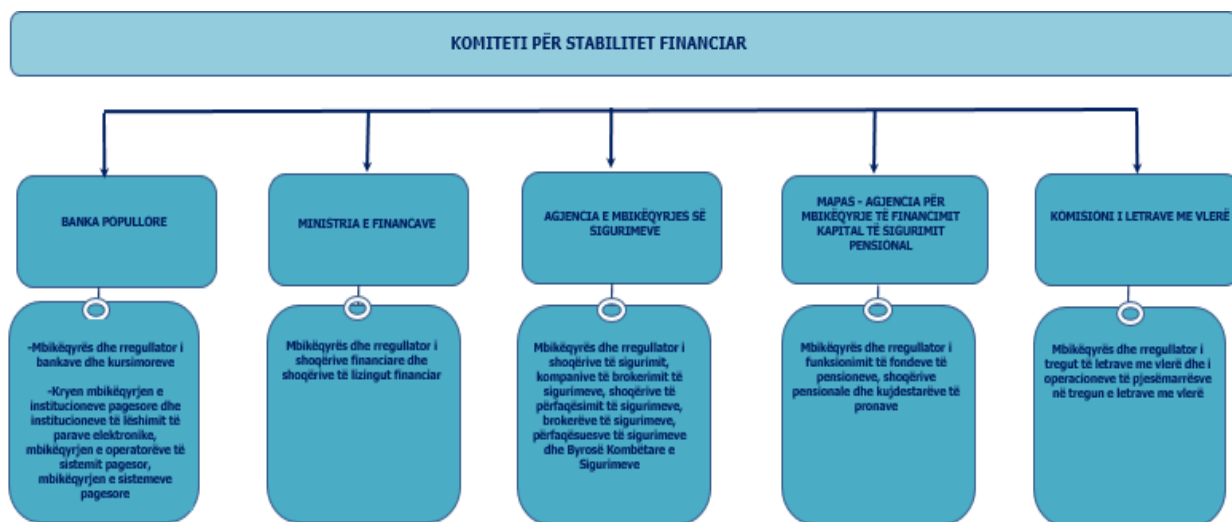 KOMITETI PËR STABILITET FINANCIAR
BANKA POPULLORE
MINISTRIA E FINANCAVE
AGJENCIA E MBIKËQYRJES SË
SIGURIMEVE
MAPAS - AGJENCIA PËR
MBIKËQYRJE TË FINANCIMIT
KAPITAL TË SIGURIMIT
PENSIONAL
KOMISIONI I LETRAVE ME VLERË
-Mbikëqyrës dhe rregullator i
bankave dhe kursimoreve
-Kryen mbikëqyrjen e
institucioneve pagesore dhe
institucioneve të lëshimit të
parave elektronike,
mbikëqyrjen e operatorëve të
sistemit pagesor,
mbikëqyrjen e sistemeve
pagesore
Mbikëqyrës dhe rregullator i
shoqërive financiare dhe
shoqërive të lizingut financiar
Mbikëqyrës dhe rregullator i
shoqërive të sigurimit,
kompanive të brokerimit të
sigurimeve, shoqërive të
përfaqësimit të sigurimeve,
brokerëve të sigurimeve,
përfaqësuesve të sigurimeve
dhe Byrosë Kombëtare e
Sigurimeve
Mbikëqyrës dhe rregullator i
funksionimit të fondeve të
pensioneve, shoqërive
pensionale dhe kujdestarëve të
pronave
Mbikëqyrës dhe rregullator i
tregut të letrave me vlerë dhe i
operacioneve të pjesëmarrësve
në tregun e letrave me vlerë